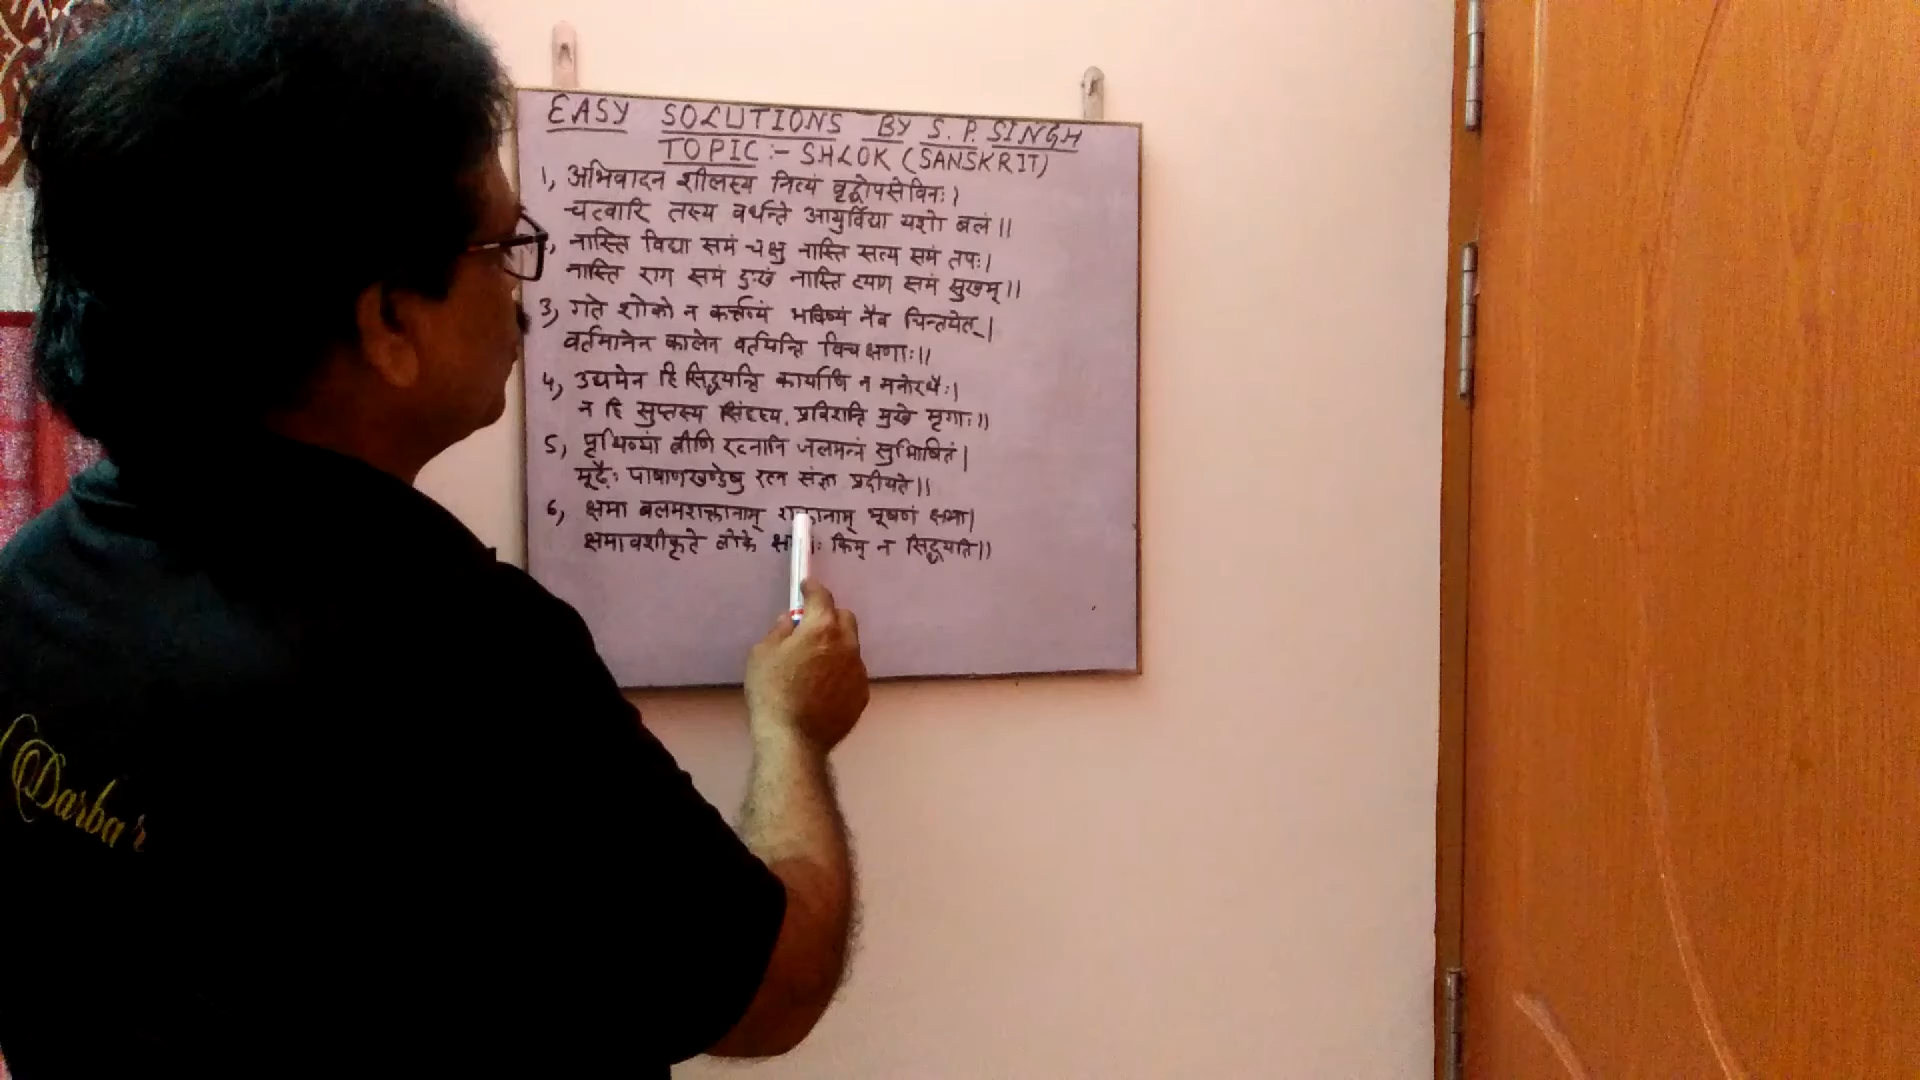 EASY SOLUTIONS BY S. P. SINGH
TOPIC:- SHLOK (SANSKRIT)
1, अभिवादन शीलस्य नित्यं वृद्धोपसेविनः।
चत्वारि तस्य वर्धन्ते आयुर्विद्या यशो बलं॥
, नास्ति विद्या समं चक्षु नास्ति सत्य समं तपः।
नास्ति राग समं दुःखं नास्ति त्याग समं सुखम्॥
3, गते शोको न कर्त्तव्यं भविष्यं नैव चिन्तयेत्।
वर्तमानेन कालेन वर्तयन्ति विचक्षणाः॥
4, उद्यमेन हि सिद्धयन्ति कार्याणि न मनोरथैः।
न हि सुप्तस्य सिंहस्य, प्रविशन्ति मुखे मृगाः॥
5, पृथिव्यां त्रीणि रत्नानि जलमन्नं सुभाषितं।
मूढैः पाषाणखण्डेषु रत्न संज्ञा प्रदीयते॥
6, क्षमा बलमशक्तानाम् शक्तानाम् भूषणं क्षमा।
क्षमावशीकृते लोके किम् न सिद्धयति॥
Darbar